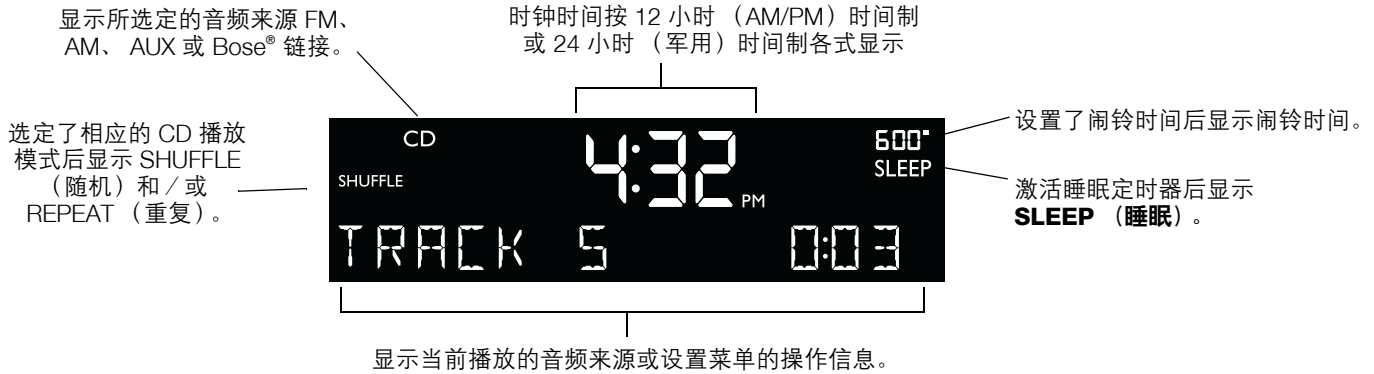 显示所选定的音频来源 FM、
AM、 AUX 或 Bose® 链接。
时钟时间按 12 小时 （AM/PM）时间制
或 24 小时 （军用）时间制各式显示
选定了相应的 CD 播放
模式后显示 SHUFFLE
（随机）和／或
REPEAT （重复）。
CD
SHUFFLE
4:32
PM
600
SLEEP
TRACK 5 0:03
设置了闹铃时间后显示闹铃时间。
激活睡眠定时器后显示
SLEEP （睡眠）。
显示当前播放的音频来源或设置菜单的操作信息。